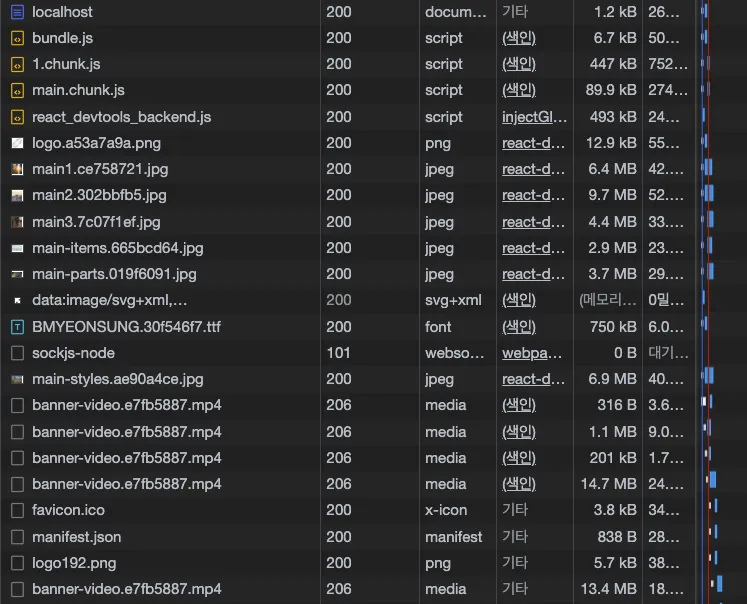 localhost 200 docum... 기타 1.2 kB 26...
bundle.js 200 script (색인) 6.7 kB 50...
1.chunk.js 200 script (색인) 447 kB 752...
main.chunk.js 200 script (색인) 89.9 kB 274...
react_devtools_backend.js 200 script injectGl... 493 kB 24...
logo.a53a7a9a.png 200 png react-d... 12.9 kB 55...
main1.ce758721.jpg 200 jpeg react-d... 6.4 MB 42...
main2.302bbfb5.jpg 200 jpeg react-d... 9.7 MB 52...
main3.7c07f1ef.jpg 200 jpeg react-d... 4.4 MB 33...
main-items.665bcd64.jpg 200 jpeg react-d... 2.9 MB 23...
main-parts.019f6091.jpg 200 jpeg react-d... 3.7 MB 29...
data:image/svg+xml,... 200 svg+xml (색인) (메모리... 0밀...
BMYEONSUNG.30f546f7.ttf 200 font (색인) 750 kB 6.0...
sockjs-node 101 webso... webpa... 0 B 대기...
main-styles.ae90a4ce.jpg 200 jpeg react-d... 6.9 MB 40...
banner-video.e7fb5887.mp4 206 media (색인) 316 B 3.6...
banner-video.e7fb5887.mp4 206 media (색인) 1.1 MB 9.0...
banner-video.e7fb5887.mp4 206 media (색인) 201 kB 1.7...
banner-video.e7fb5887.mp4 206 media (색인) 14.7 MB 24...
favicon.ico 200 x-icon 기타 3.8 kB 34...
manifest.json 200 manifest 기타 838 B 28...
logo192.png 200 png 기타 5.7 kB 38...
banner-video.e7fb5887.mp4 206 media 기타 13.4 MB 18...